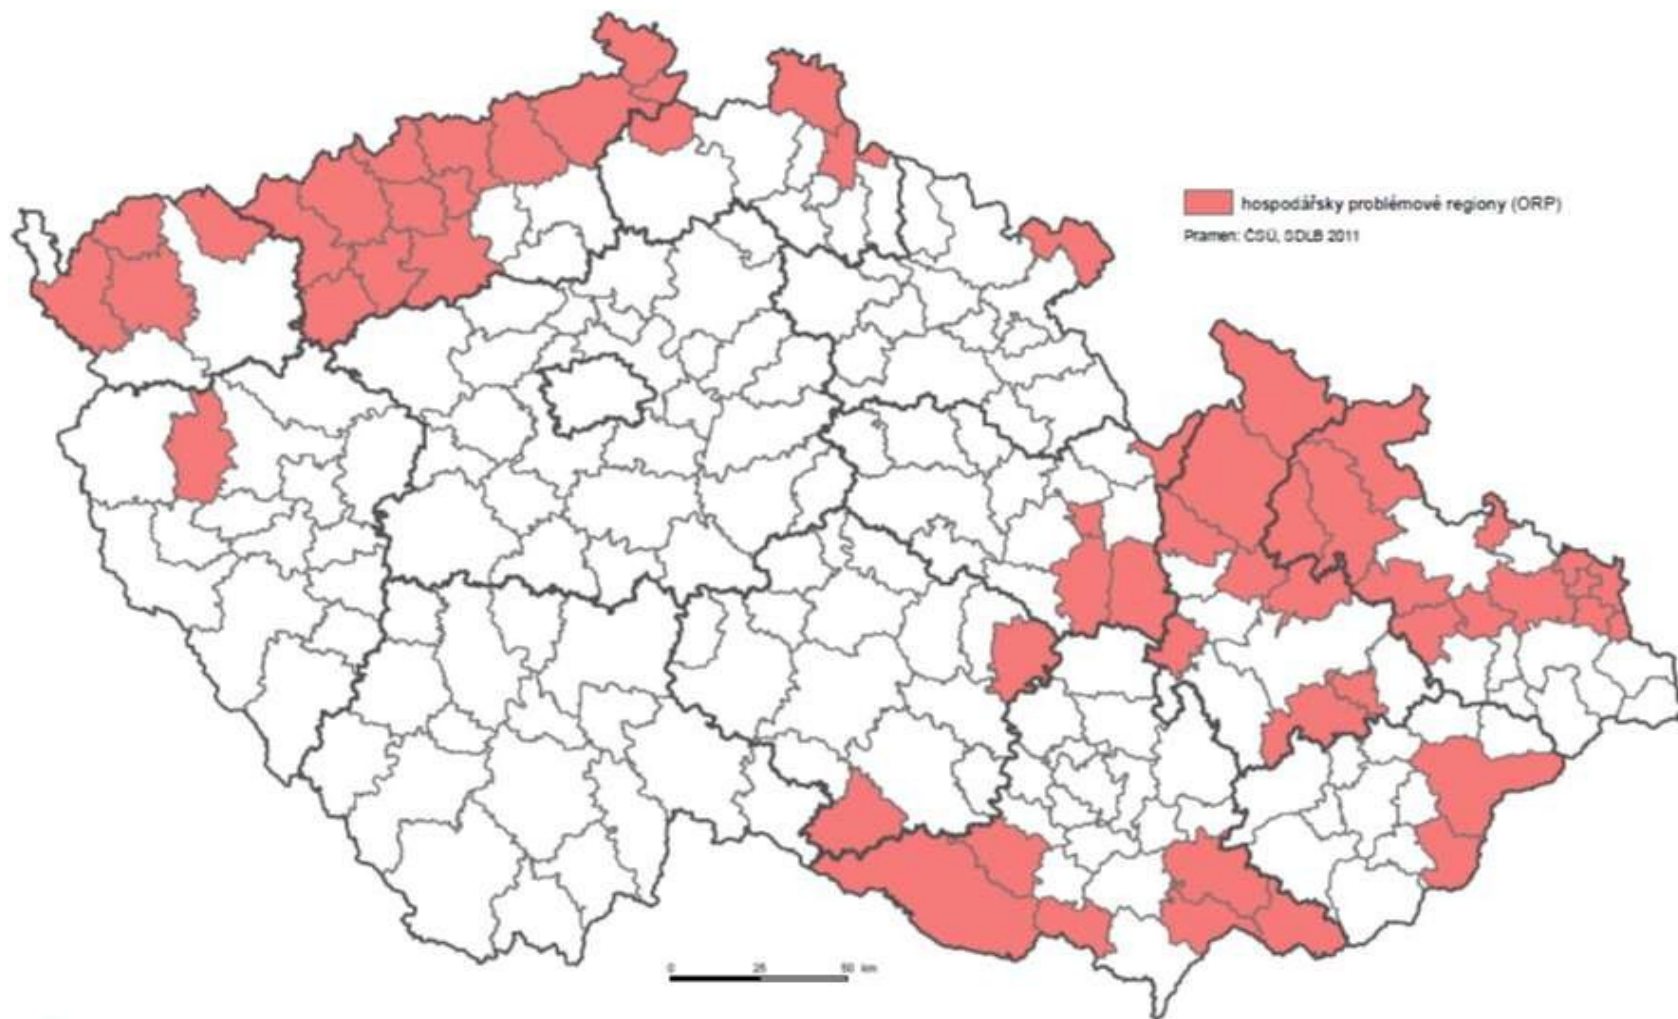 hospodářsky problémové regiony (ORP)
Pramen: ČSÚ, SDLB 2011
0 25 50 km